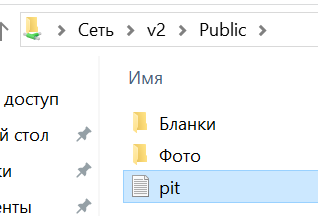 Сеть > v2 > Public >
Имя
доступ
й стол
ки
енты
Бланки
Фото
pit